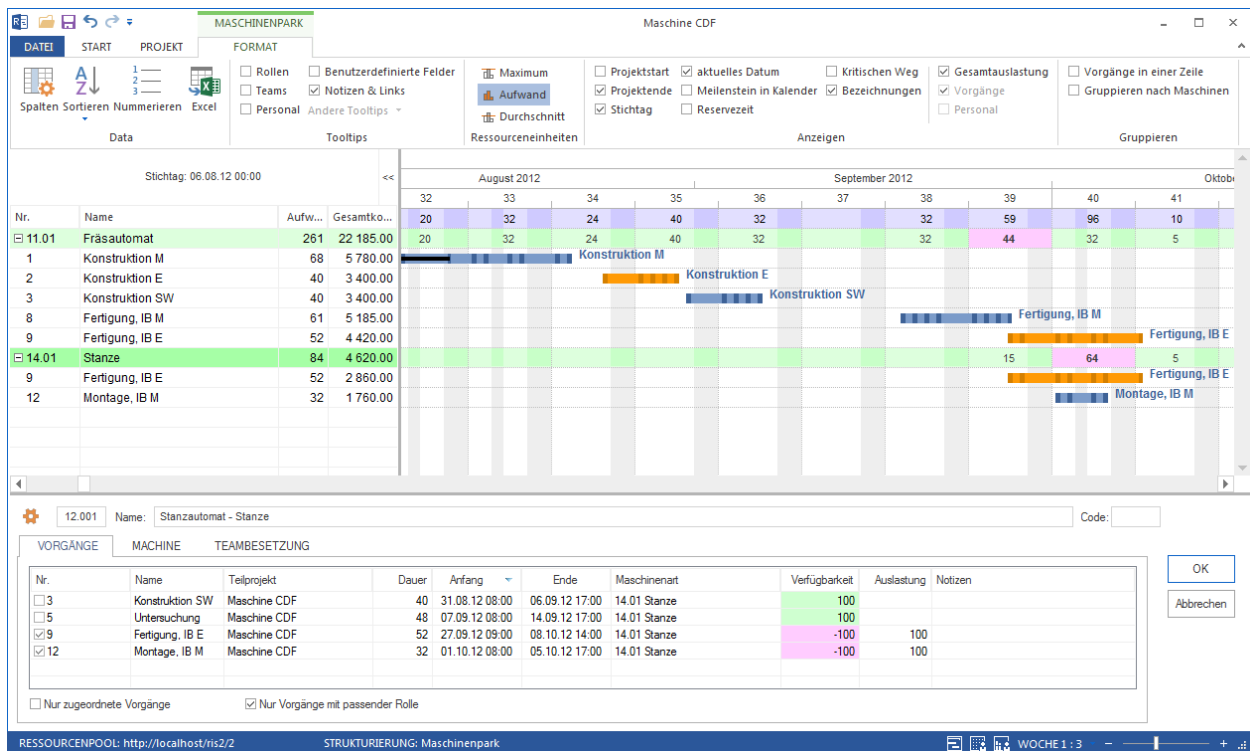 MASCHINENPARK
Maschine CDF
DATEI START PROJEKT FORMAT
Spalten Sortieren Nummerieren Excel
Data
Rollen Benutzerdefinierte Felder
Teams Notizen & Links
Personal Andere Tooltips
Tooltips
Maximum
Aufwand
Durchschnitt
Ressourceneinheiten
Projektstart aktuelles Datum Kritischen Weg Gesamtauslastung
Projektende Meilenstein in Kalender Bezeichnungen Vorgänge
Stichtag Reservezeit Personal
Anzeigen
Vorgänge in einer Zeile
Gruppieren nach Maschinen
Gruppieren
Stichtag: 06.08.12 00:00 <<
August 2012 September 2012 Oktobe
32 33 34 35 36 37 38 39 40 41
Nr. Name Aufw... Gesamtko... 20 32 24 40 32 32 59 96 10
11.01 Fräsautomat 261 22 185.00 20 32 24 40 32 32 44 32 5
1 Konstruktion M 68 5 780.00 Konstruktion M
2 Konstruktion E 40 3 400.00 Konstruktion E
3 Konstruktion SW 40 3 400.00 Konstruktion SW
8 Fertigung, IB M 61 5 185.00 Fertigung, IB M
9 Fertigung, IB E 52 4 420.00 Fertigung, IB E
14.01 Stanze 84 4 620.00 15 64 5
9 Fertigung, IB E 52 2 860.00 Fertigung, IB E
12 Montage, IB M 32 1 760.00 Montage, IB M
12.001 Name: Stanzautomat - Stanze Code:
VORGÄNGE MACHINE TEAMBESETZUNG
Nr. Name Teilprojekt Dauer Anfang Ende Maschinenart Verfügbarkeit Auslastung Notizen
3 Konstruktion SW Maschine CDF 40 31.08.12 08:00 06.09.12 17:00 14.01 Stanze 100
5 Untersuchung Maschine CDF 48 07.09.12 08:00 14.09.12 17:00 14.01 Stanze 100
9 Fertigung, IB E Maschine CDF 52 27.09.12 09:00 08.10.12 14:00 14.01 Stanze -100 100
12 Montage, IB M Maschine CDF 32 01.10.12 08:00 05.10.12 17:00 14.01 Stanze -100 100
OK
Abbrechen
Nur zugeordnete Vorgänge Nur Vorgänge mit passender Rolle
RESSOURCENPOOL: http://localhost/ris2/2 STRUKTURIERUNG: Maschinenpark WOCHE 1 : 3